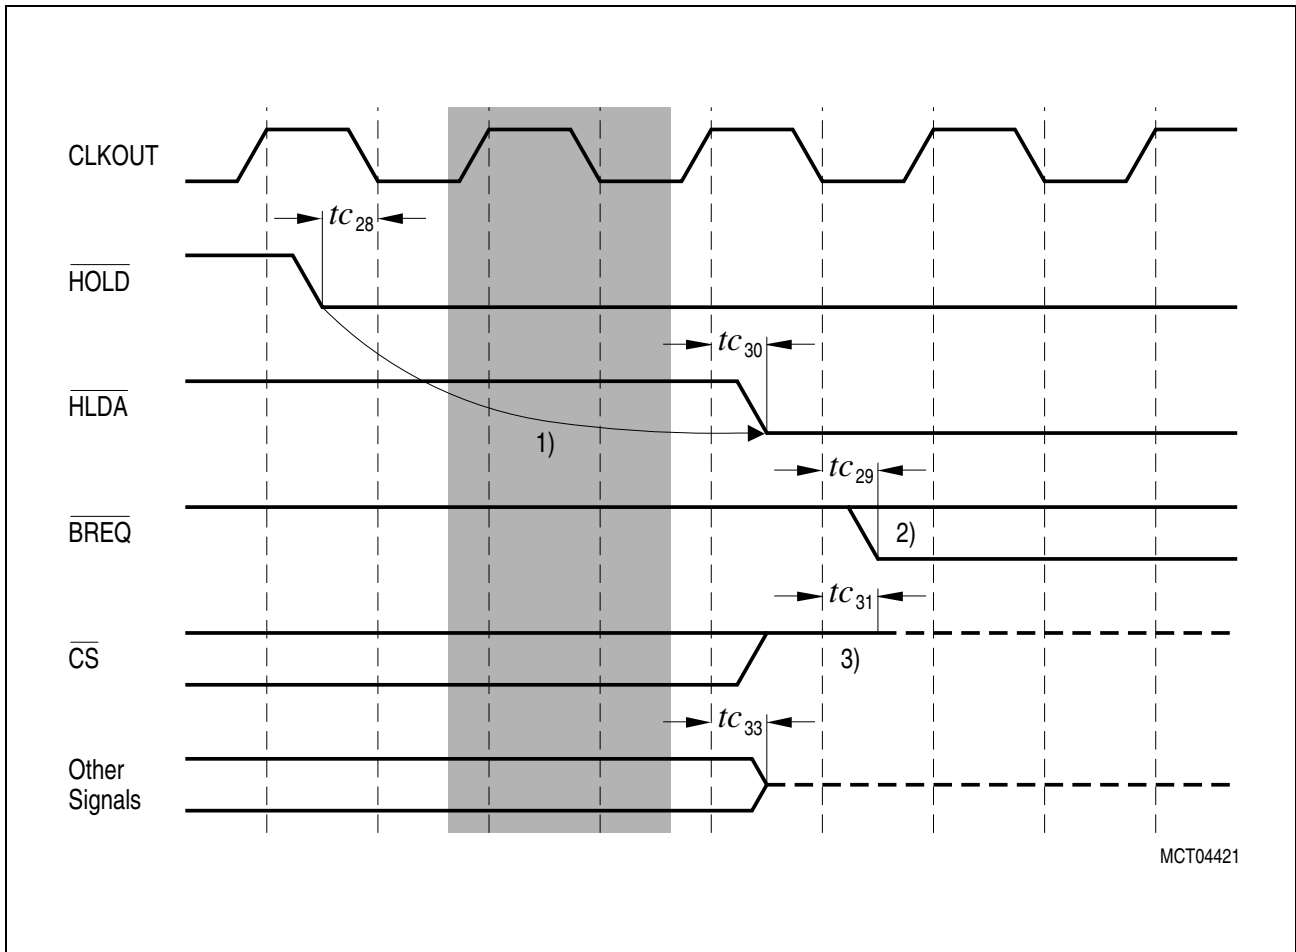 CLKOUT
tc28
HOLD
tc30
HLDA
1)
tc29
BREQ
2)
tc31
CS
3)
tc33
Other
Signals
MCT04421